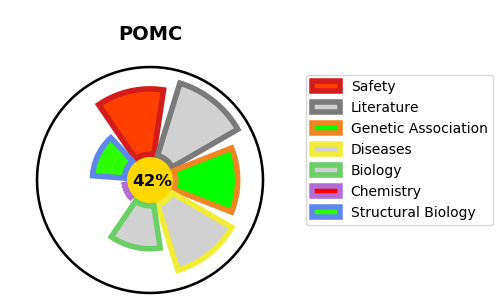 POMC
42%
Safety
Literature
Genetic Association
Diseases
Biology
Chemistry
Structural Biology